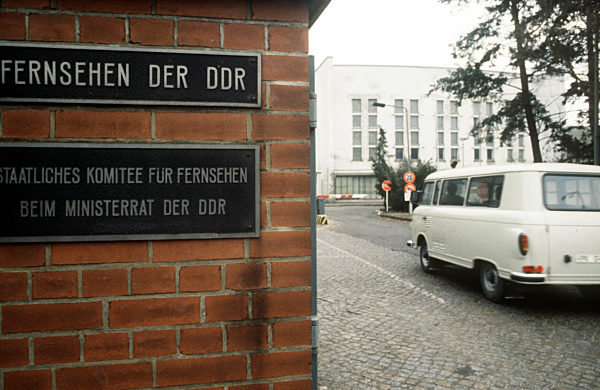 FERNSEHEN DER DDR
STAATLICHES KOMITEE FÜR FERNSEHEN
BEIM MINISTERRAT DER DDR